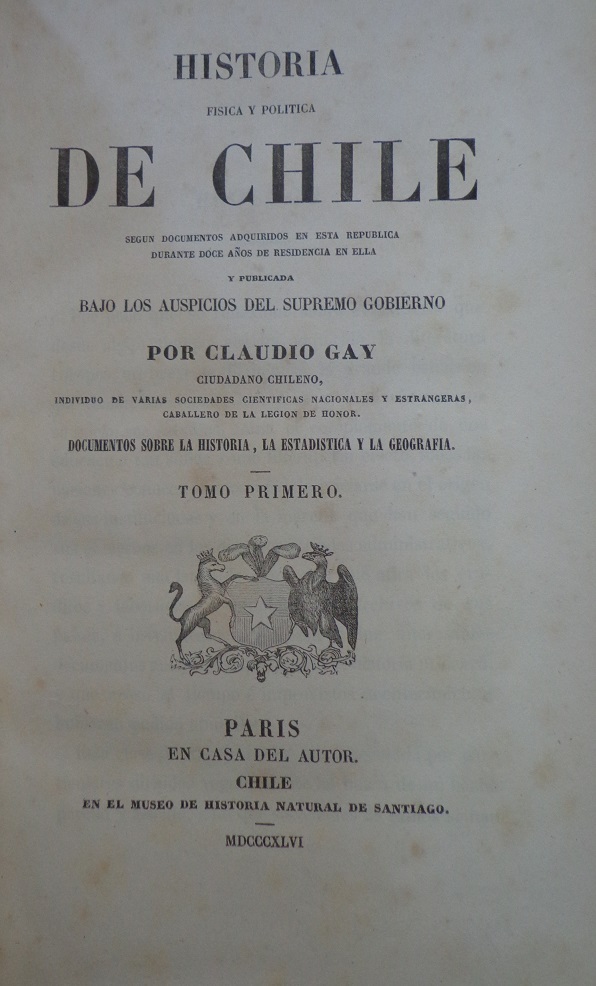 HISTORIA
FISICA Y POLITICA
DE CHILE
SEGUN DOCUMENTOS ADQUIRIDOS EN ESTA REPUBLICA
DURANTE DOCE AÑOS DE RESIDENCIA EN ELLA
Y PUBLICADA
BAJO LOS AUSPICIOS DEL SUPREMO GOBIERNO
POR CLAUDIO GAY
CIUDADANO CHILENO,
INDIVIDUO DE VARIAS SOCIEDADES CIENTIFICAS NACIONALES Y ESTRANGERAS,
CABALLERO DE LA LEGION DE HONOR.
DOCUMENTOS SOBRE LA HISTORIA, LA ESTADISTICA Y LA GEOGRAFIA.
TOMO PRIMERO.
PARIS
EN CASA DEL AUTOR.
CHILE
EN EL MUSEO DE HISTORIA NATURAL DE SANTIAGO.
MDCCCXLVI